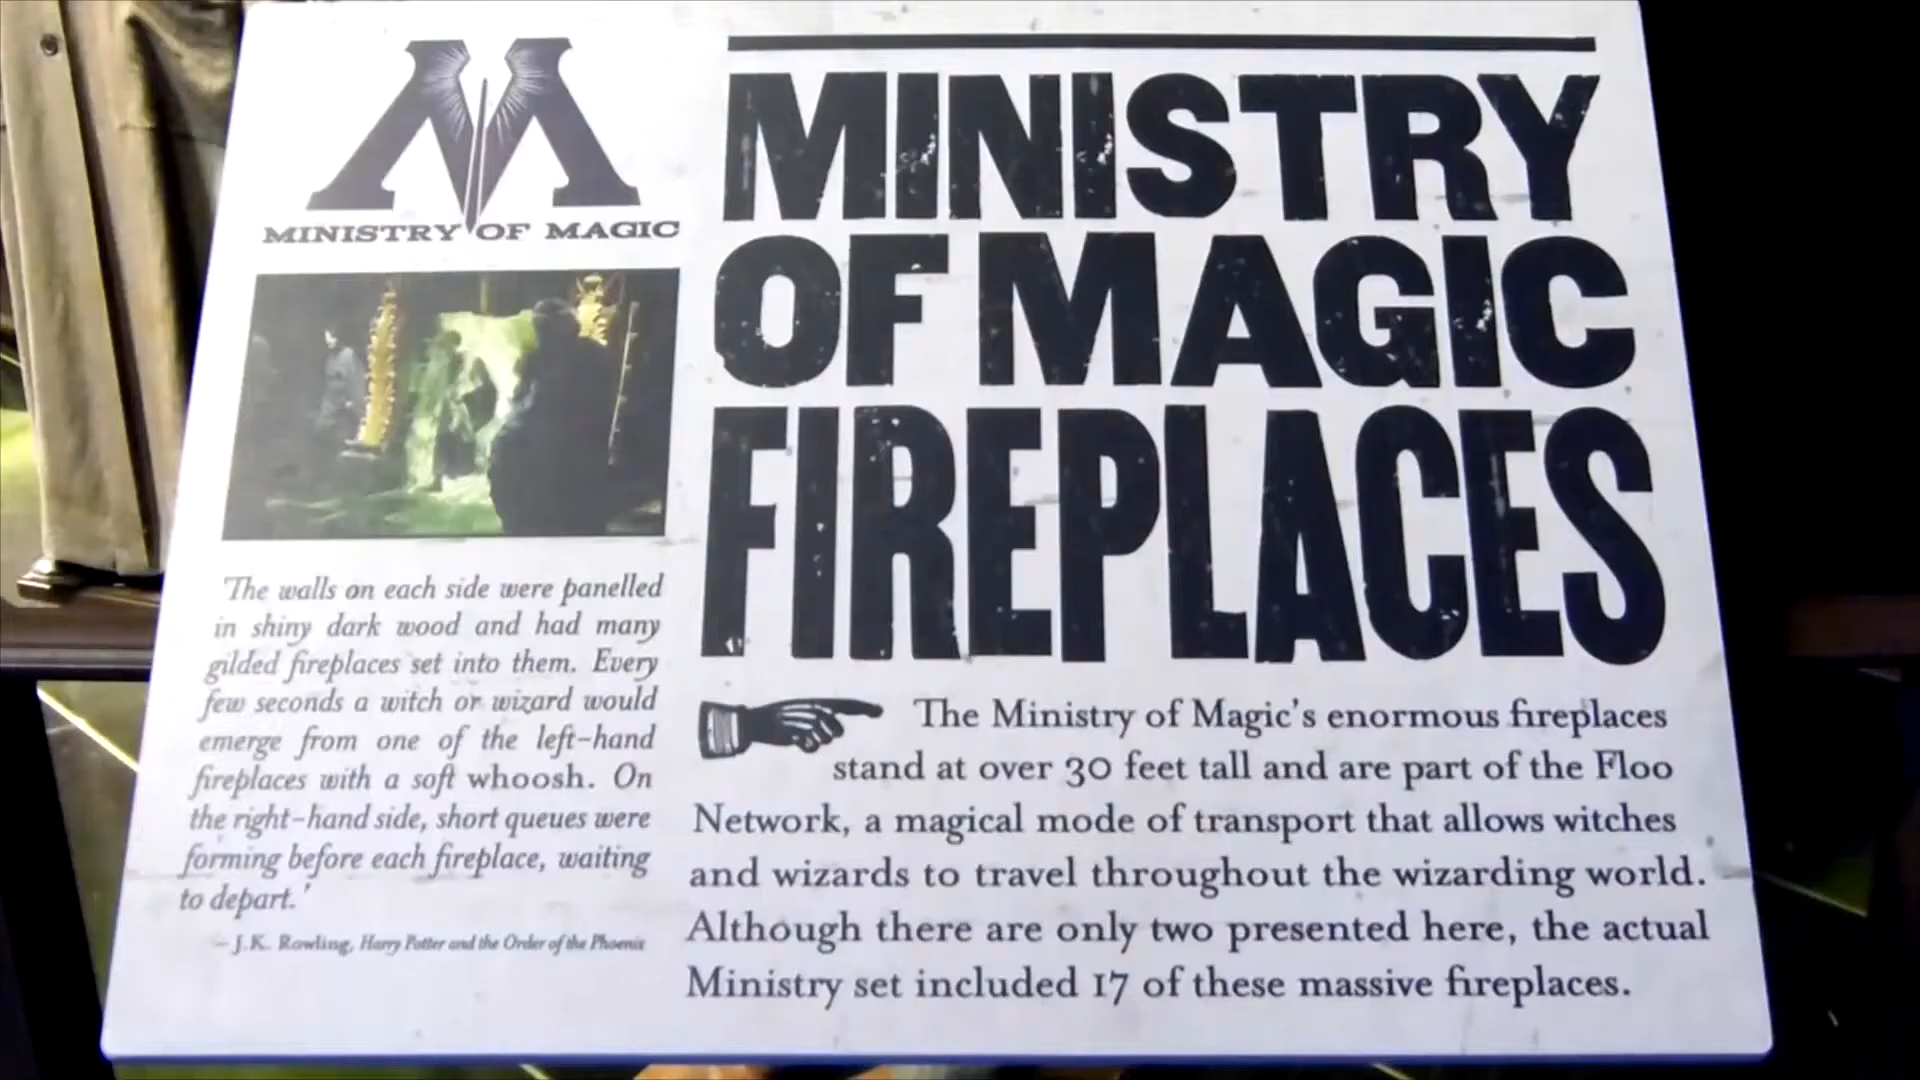 MINISTRY OF MAGIC
'The walls on each side were panelled
in shiny dark wood and had many
gilded fireplaces set into them. Every
few seconds a witch or wizard would
emerge from one of the left-hand
fireplaces with a soft whoosh. On
the right-hand side, short queues were
forming before each fireplace, waiting
to depart.'
– J.K. Rowling, Harry Potter and the Order of the Phoenix
MINISTRY
OF MAGIC
FIREPLACES
The Ministry of Magic's enormous fireplaces
stand at over 30 feet tall and are part of the Floo
Network, a magical mode of transport that allows witches
and wizards to travel throughout the wizarding world.
Although there are only two presented here, the actual
Ministry set included 17 of these massive fireplaces.